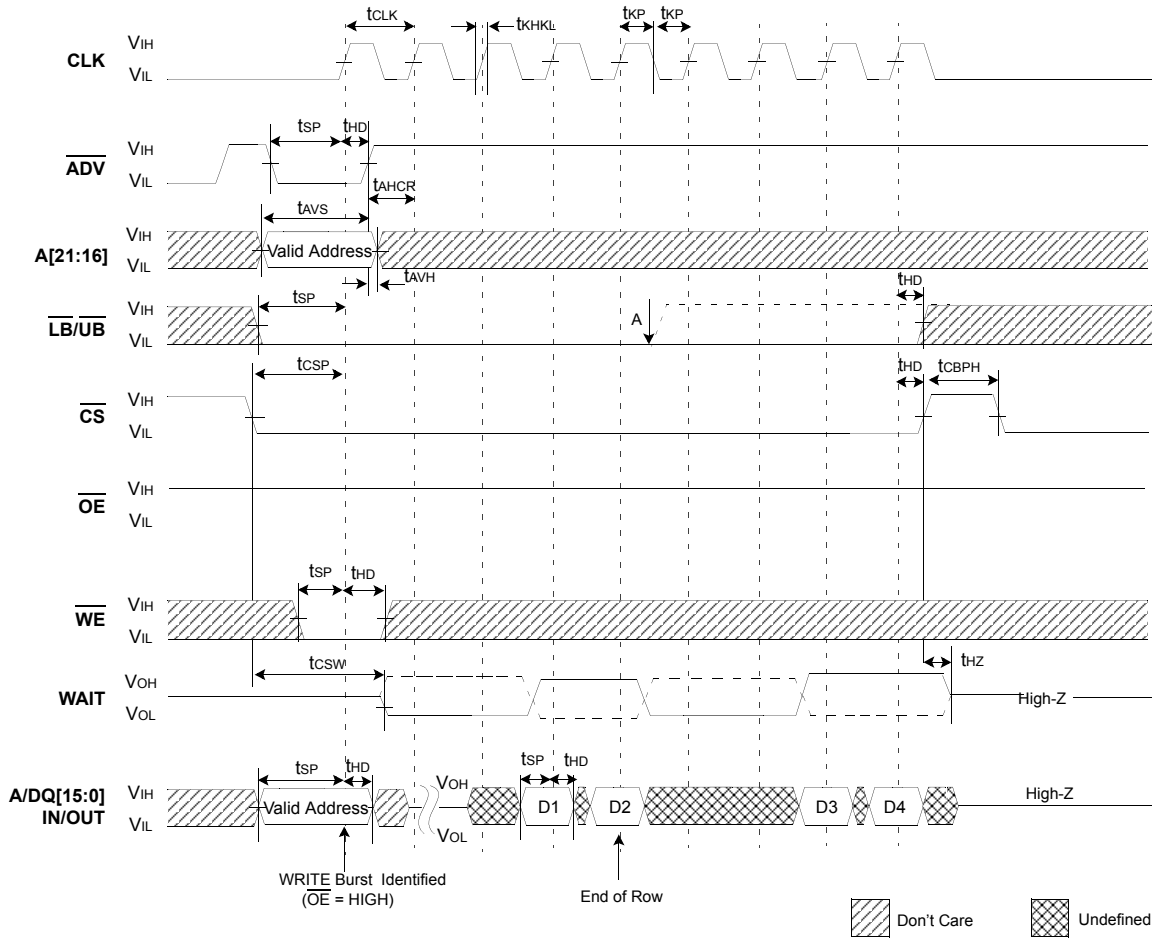 tCLK
tKHKL
tKP
tKP
CLK
VIH
VIL
tSP
tHD
ADV
VIH
VIL
tAHCR
tAVS
A[21:16]
VIH
VIL
Valid Address
tAVH
tSP
tHD
LB/UB
VIH
VIL
A
tCSP
tHD
tCBPH
CS
VIH
VIL
OE
VIH
VIL
tSP
tHD
WE
VIH
VIL
tCSW
tHZ
WAIT
VOH
VOL
High-Z
tSP
tHD
tSP
tHD
A/DQ[15:0]
IN/OUT
VIH
VIL
Valid Address
VOH
VOL
D1
D2
D3
D4
High-Z
WRITE Burst Identified
(OE = HIGH)
End of Row
Don't Care
Undefined